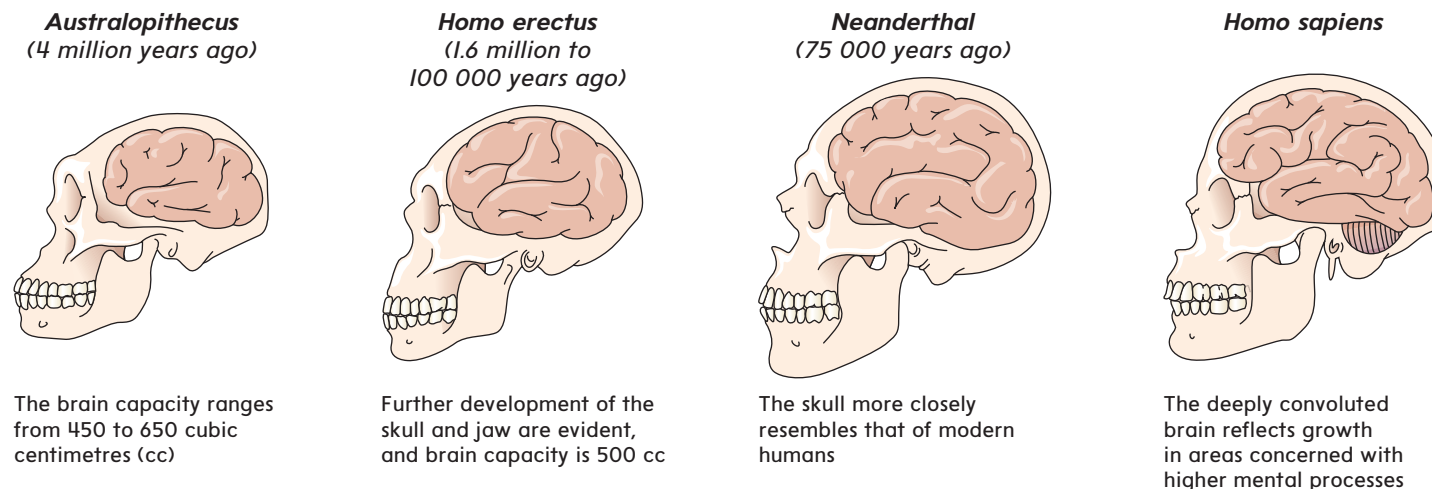 Australopithecus
(4 million years ago)
The brain capacity ranges
from 450 to 650 cubic
centimetres (cc)
Homo erectus
(1.6 million to
100 000 years ago)
Further development of the
skull and jaw are evident,
and brain capacity is 500 cc
Neanderthal
(75 000 years ago)
The skull more closely
resembles that of modern
humans
Homo sapiens
The deeply convoluted
brain reflects growth
in areas concerned with
higher mental processes